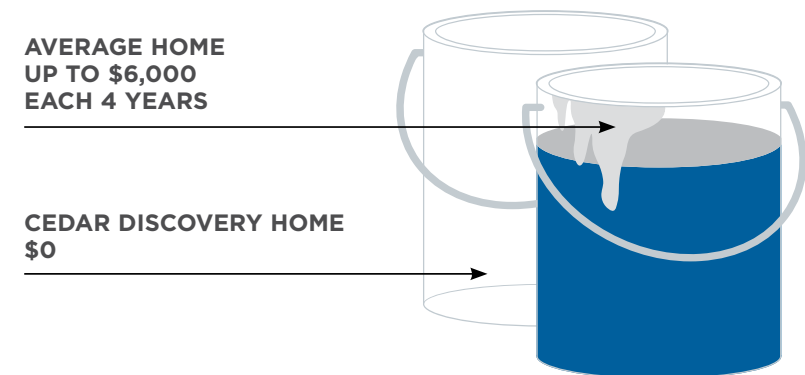 AVERAGE HOME
UP TO $6,000
EACH 4 YEARS
CEDAR DISCOVERY HOME
$0